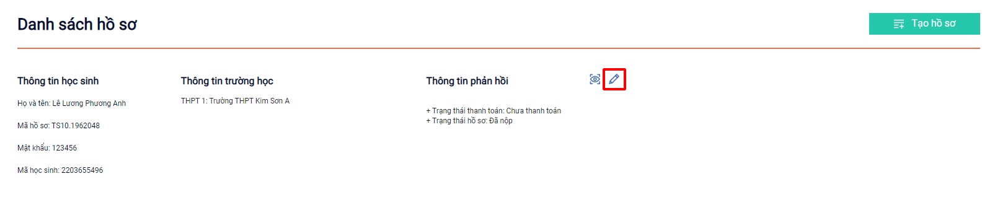 Danh sách hồ sơ
Tạo hồ sơ
Thông tin học sinh
Họ và tên: Lê Lương Phương Anh
Mã hồ sơ: TS10.1962048
Mật khẩu: 123456
Mã học sinh: 2203655496
Thông tin trường học
THPT 1: Trường THPT Kim Sơn A
Thông tin phản hồi
+ Trạng thái thanh toán: Chưa thanh toán
+ Trạng thái hồ sơ: Đã nộp